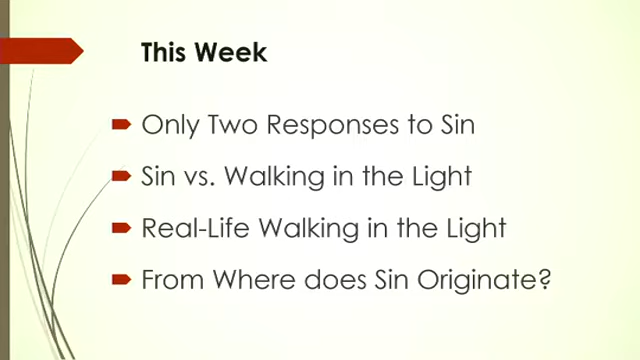 This Week
Only Two Responses to Sin
Sin vs. Walking in the Light
Real-Life Walking in the Light
From Where does Sin Originate?